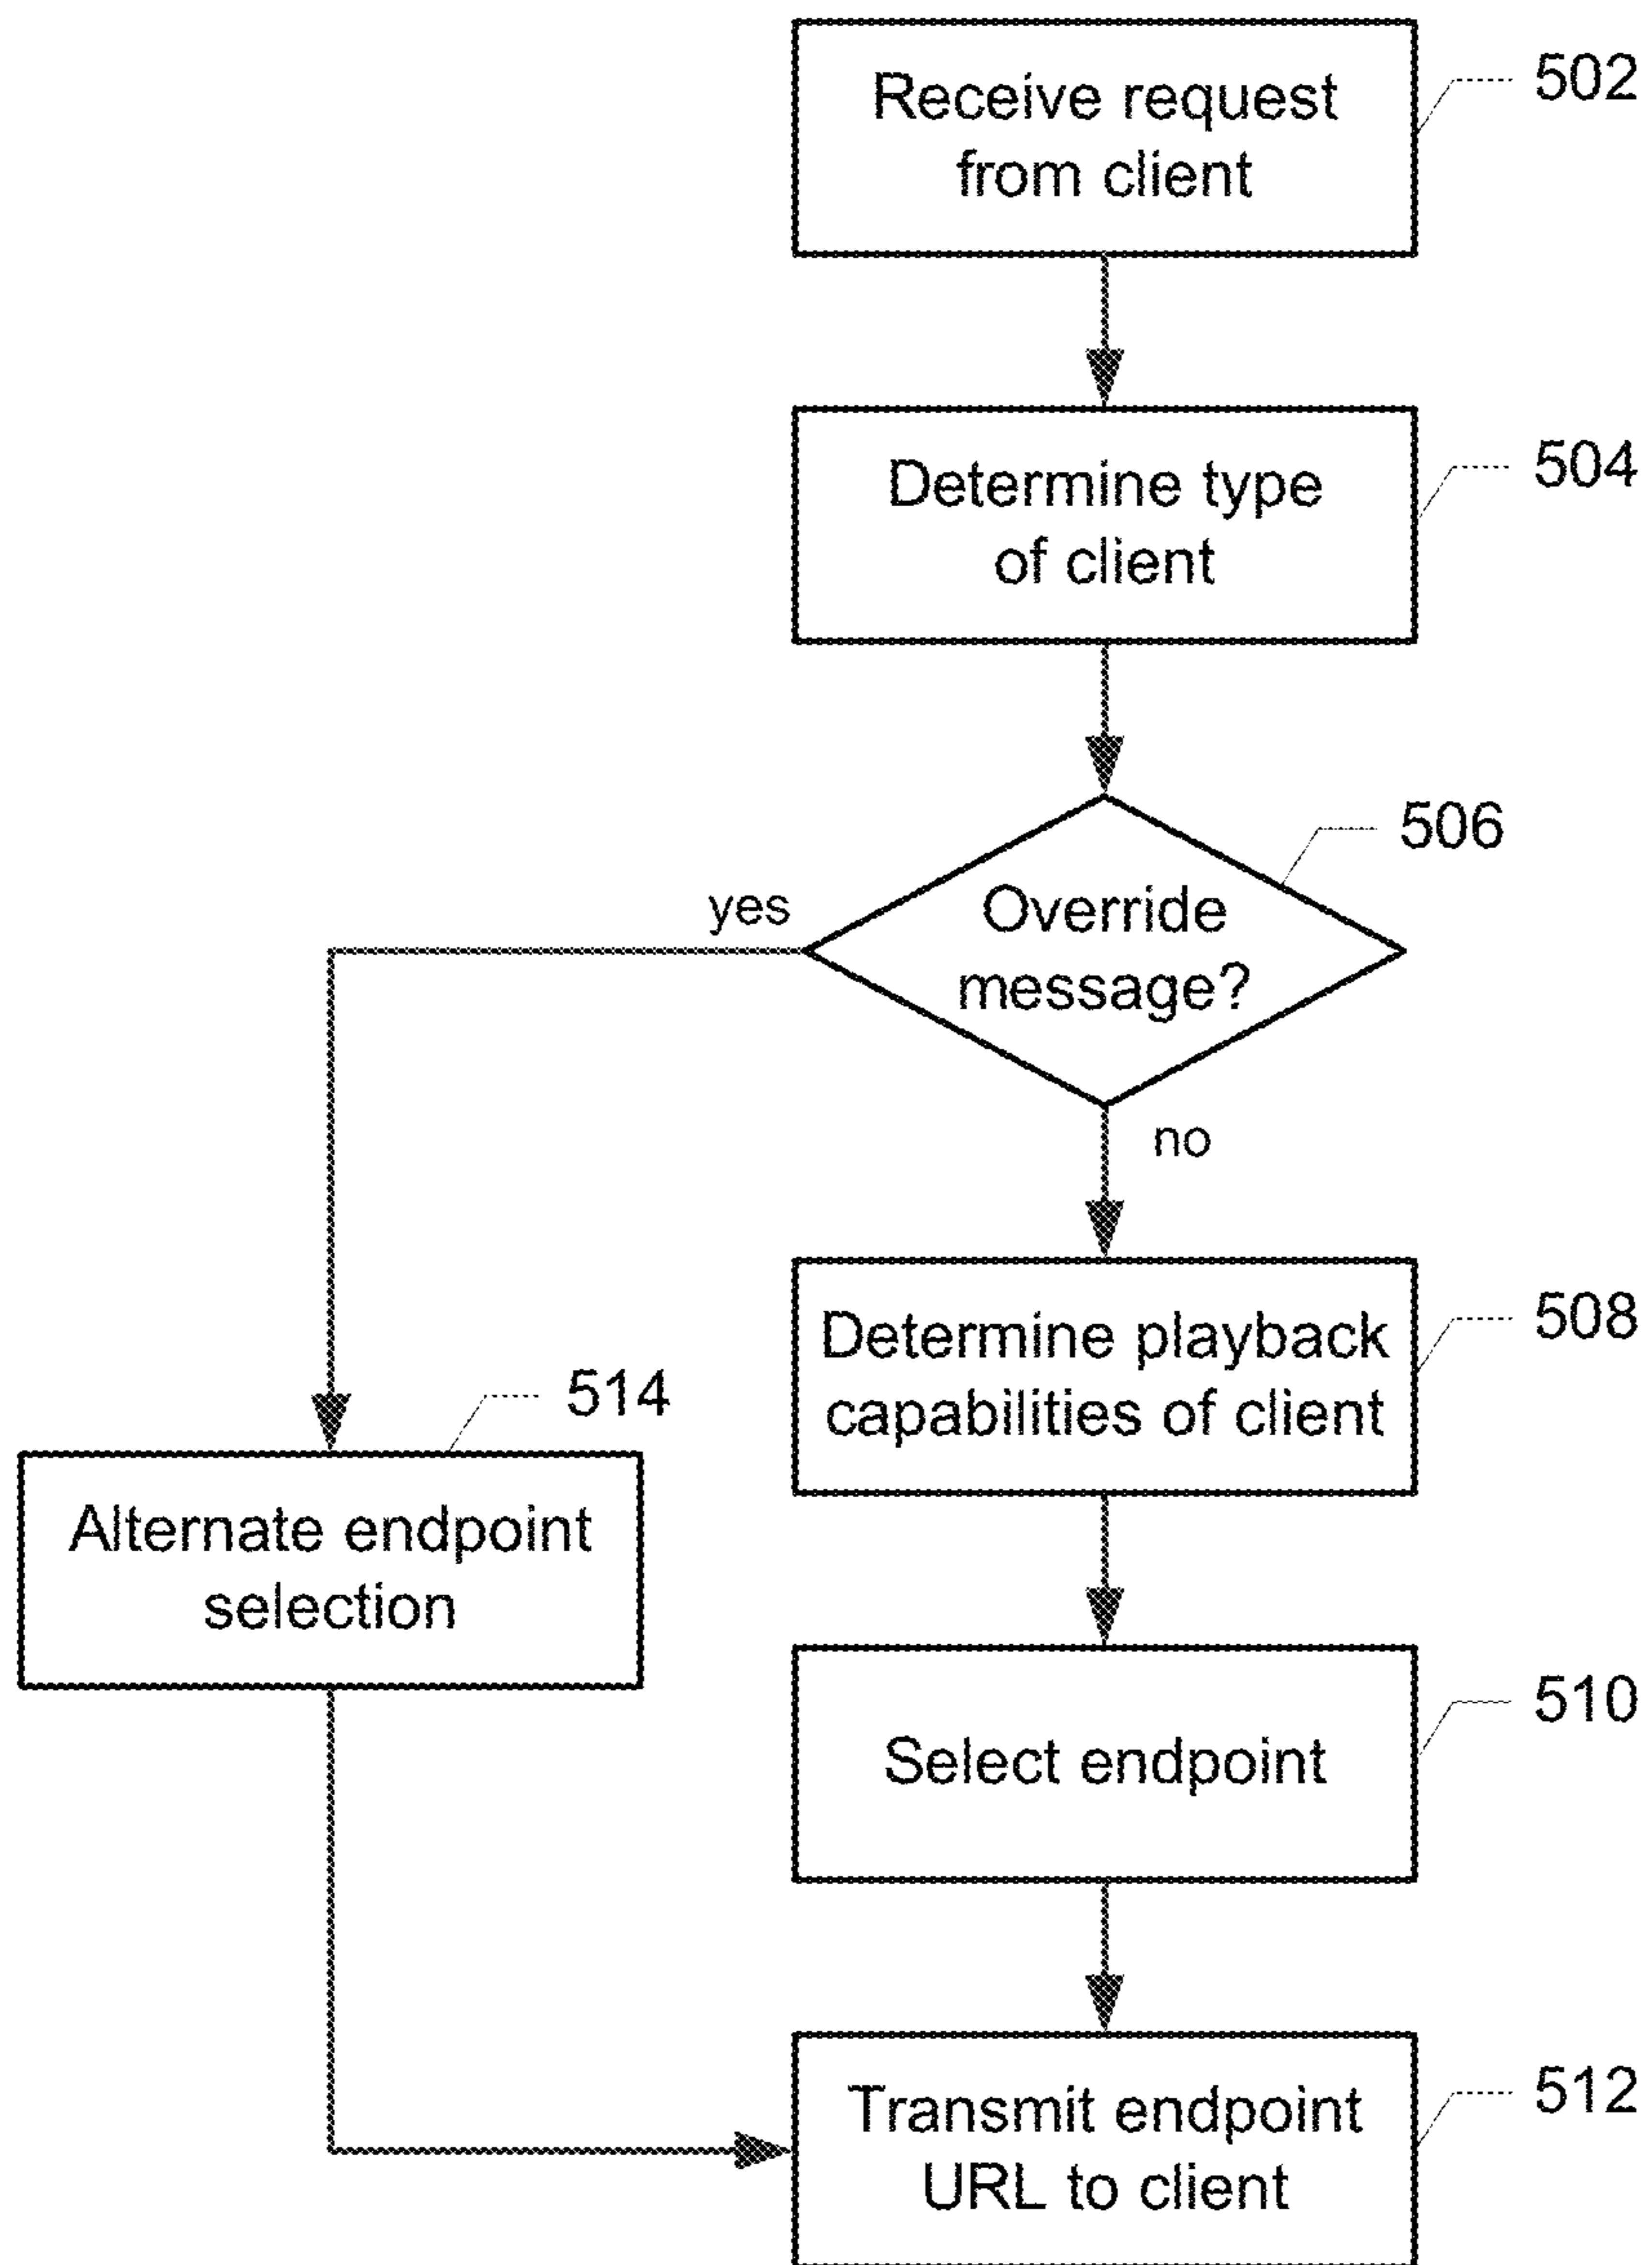 Receive request
from client
502
Determine type
of client
504
506
Override
message?
yes
no
Determine playback
capabilities of client
508
514
Alternate endpoint
selection
Select endpoint
510
Transmit endpoint
URL to client
512